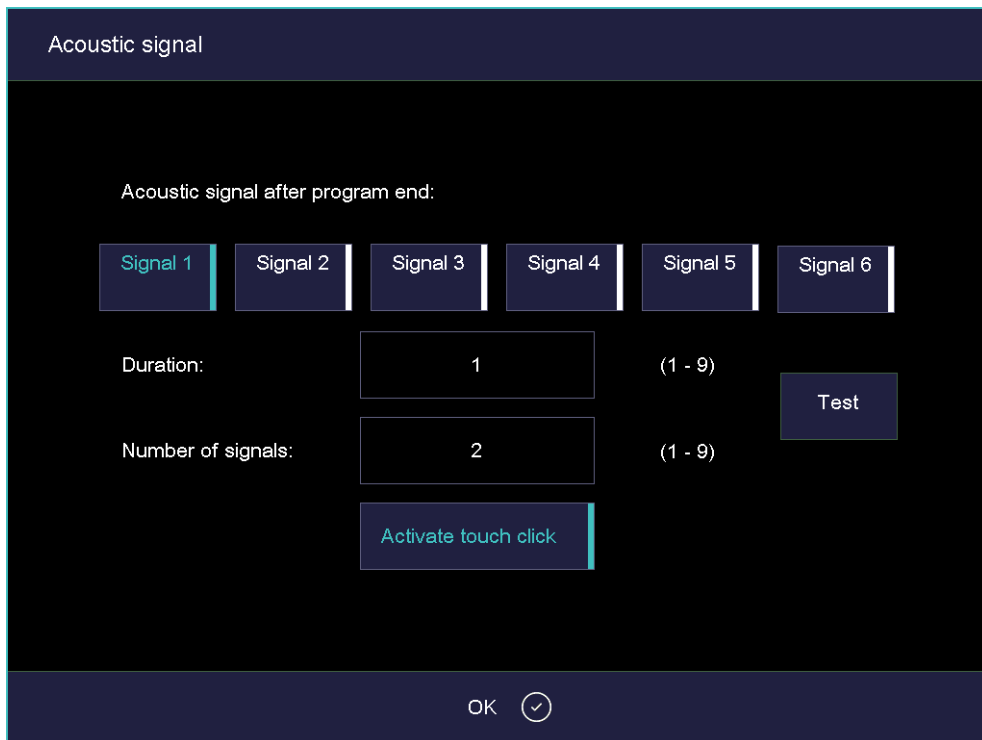 Acoustic signal
Acoustic signal after program end:
Signal 1 Signal 2 Signal 3 Signal 4 Signal 5 Signal 6
Duration: 1 (1 - 9)
Test
Number of signals: 2 (1 - 9)
Activate touch click
OK